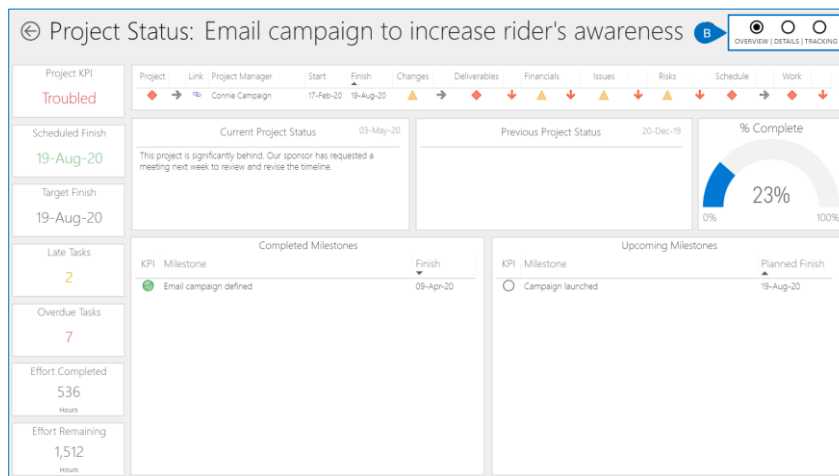 Project Status: Email campaign to increase rider's awareness
B
OVERVIEW | DETAILS | TRACKING
Project KPI
Troubled
Scheduled Finish
19-Aug-20
Target Finish
19-Aug-20
Late Tasks
2
Overdue Tasks
7
Effort Completed
536
Hours
Effort Remaining
1,512
Hours
Project Link Project Manager Start Finish Changes Deliverables Financials Issues Risks Schedule Work
Connie Campaign 17-Feb-20 19-Aug-20
Current Project Status 03-May-20
This project is significantly behind. Our sponsor has requested a
meeting next week to review and revise the timeline.
Previous Project Status 20-Dec-19
% Complete
23%
0% 100%
Completed Milestones
KPI Milestone Finish
Email campaign defined 09-Apr-20
Upcoming Milestones
KPI Milestone Planned Finish
Campaign launched 19-Aug-20